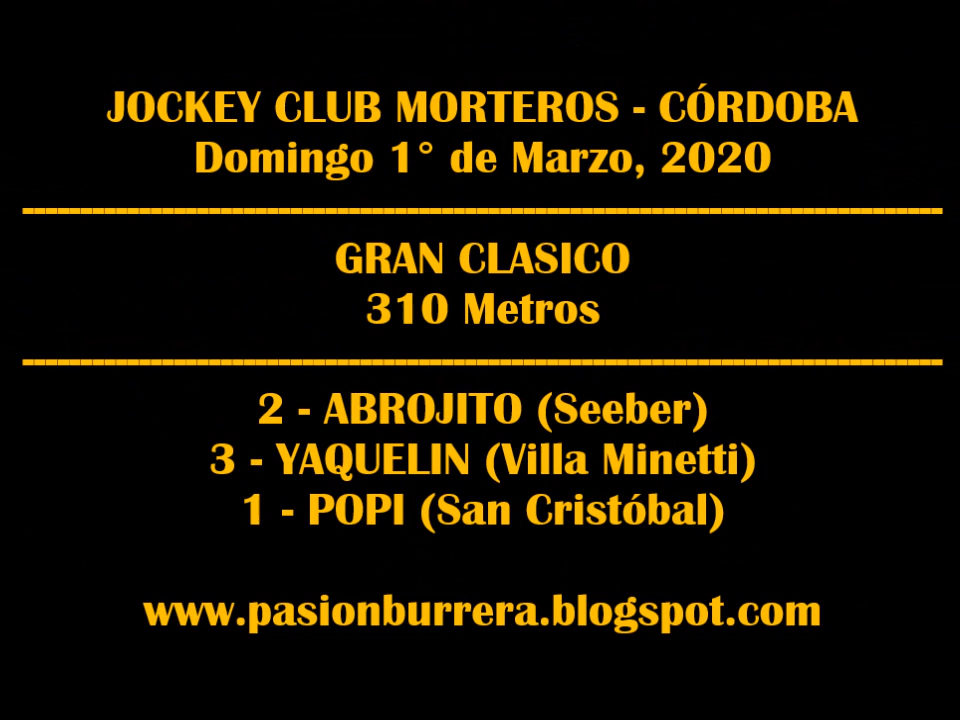 JOCKEY CLUB MORTEROS - CÓRDOBA
Domingo 1° de Marzo, 2020
--------------------------------------------------------------------------------
GRAN CLASICO
310 Metros
--------------------------------------------------------------------------------
2 - ABROJITO (Seeber)
3 - YAQUELIN (Villa Minetti)
1 - POPI (San Cristóbal)
www.pasionburrera.blogspot.com